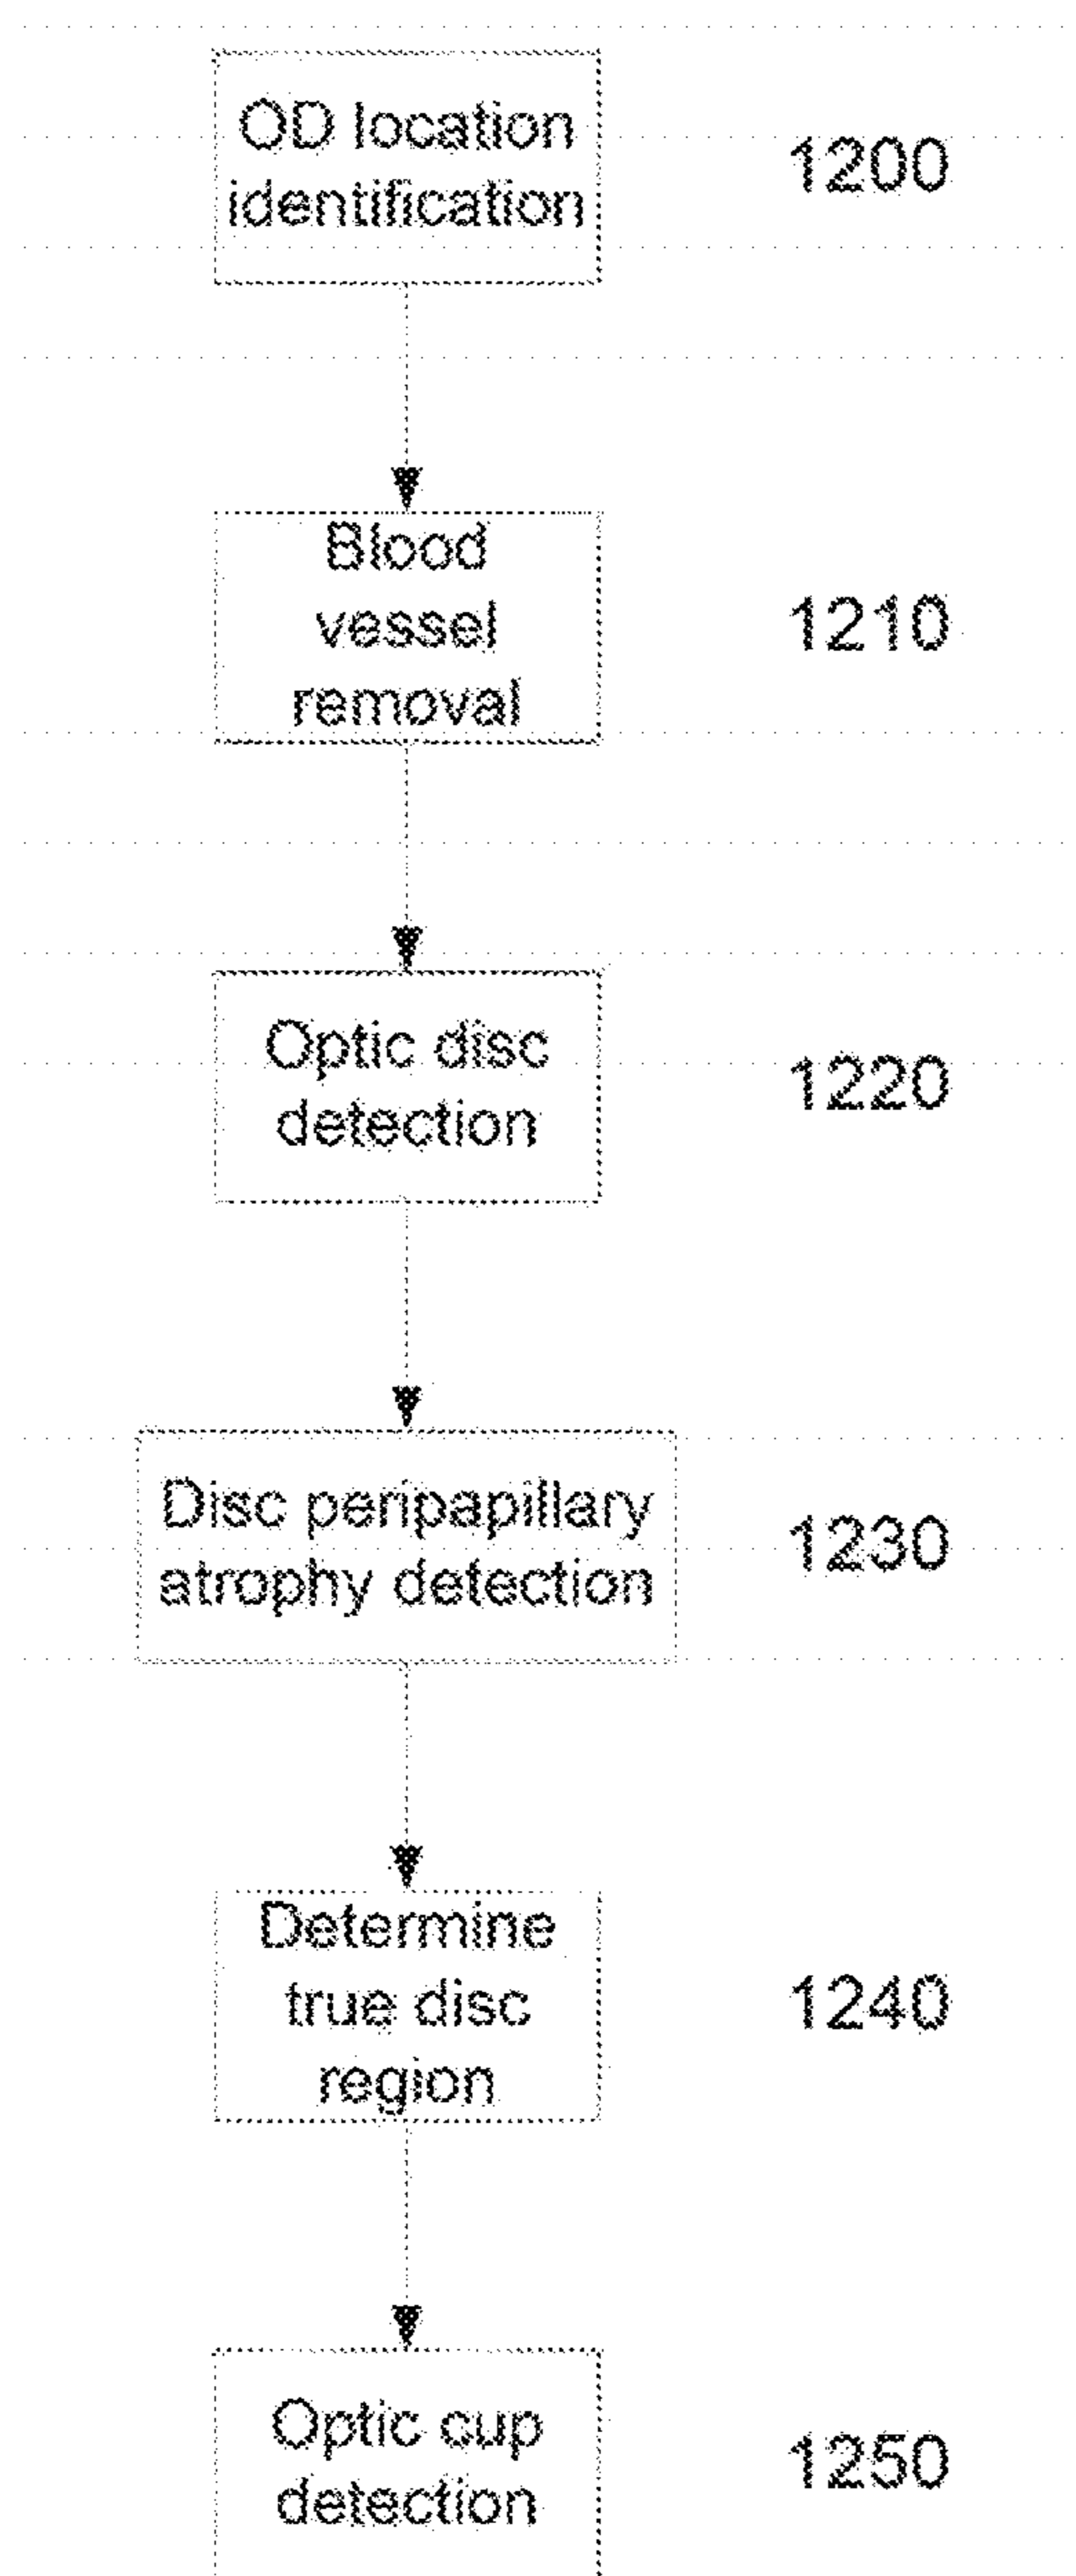 OD location
identification
1200
Blood
vessel
removal
1210
Optic disc
detection
1220
Disc peripapillary
atrophy detection
1230
Determine
true disc
region
1240
Optic cup
detection
1250